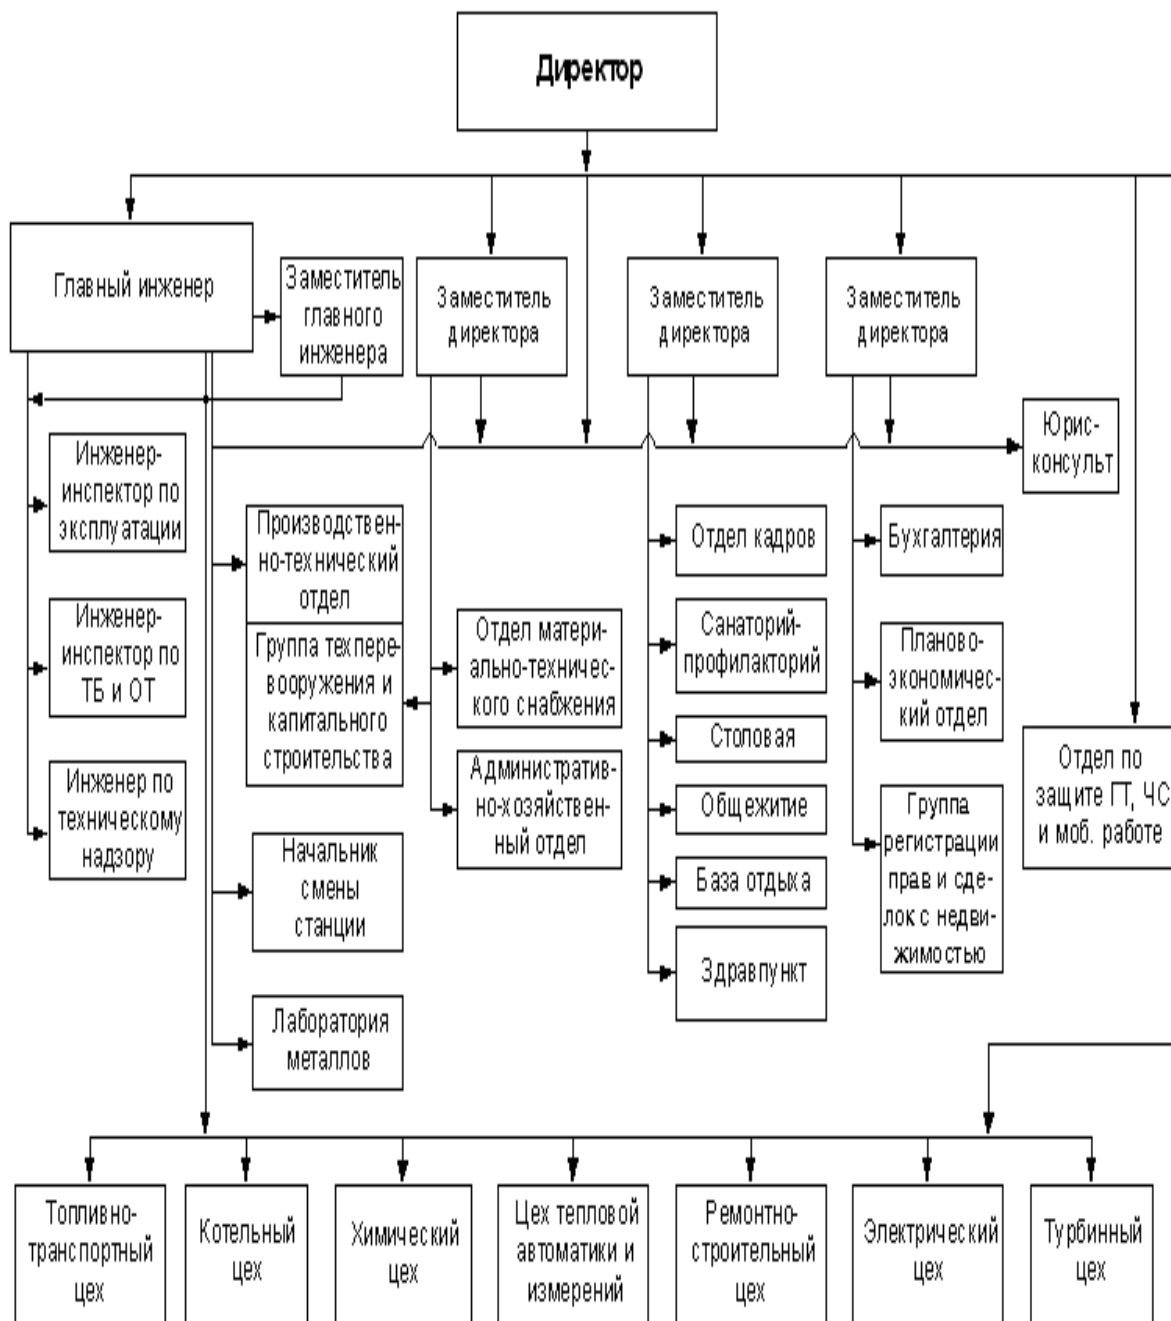 Директор
Главный инженер
Заместитель
главного
инженера
Заместитель
директора
Заместитель
директора
Заместитель
директора
Юрис-
консульт
Инженер-
инспектор по
эксплуатации
Инженер-
инспектор по
ТБ и ОТ
Инженер по
техническому
надзору
Производствен-
но-технический
отдел
Группа техпере-
вооружения и
капитального
строительства
Начальник
смены
станции
Лаборатория
металлов
Отдел матери-
ально-техничес-
кого снабжения
Административ-
но-хозяйствен-
ный отдел
Отдел кадров
Санаторий-
профилакторий
Столовая
Общежитие
База отдыха
Здравпункт
Бухгалтерия
Планово-
экономичес-
кий отдел
Группа
регистрации
прав и сде-
лок с недви-
жимостью
Отдел по
защите ГТ, ЧС
и моб. работе
Топливно-
транспортный
цех
Котельный
цех
Химический
цех
Цех тепловой
автоматики и
измерений
Ремонтно-
строительный
цех
Электрический
цех
Турбинный
цех